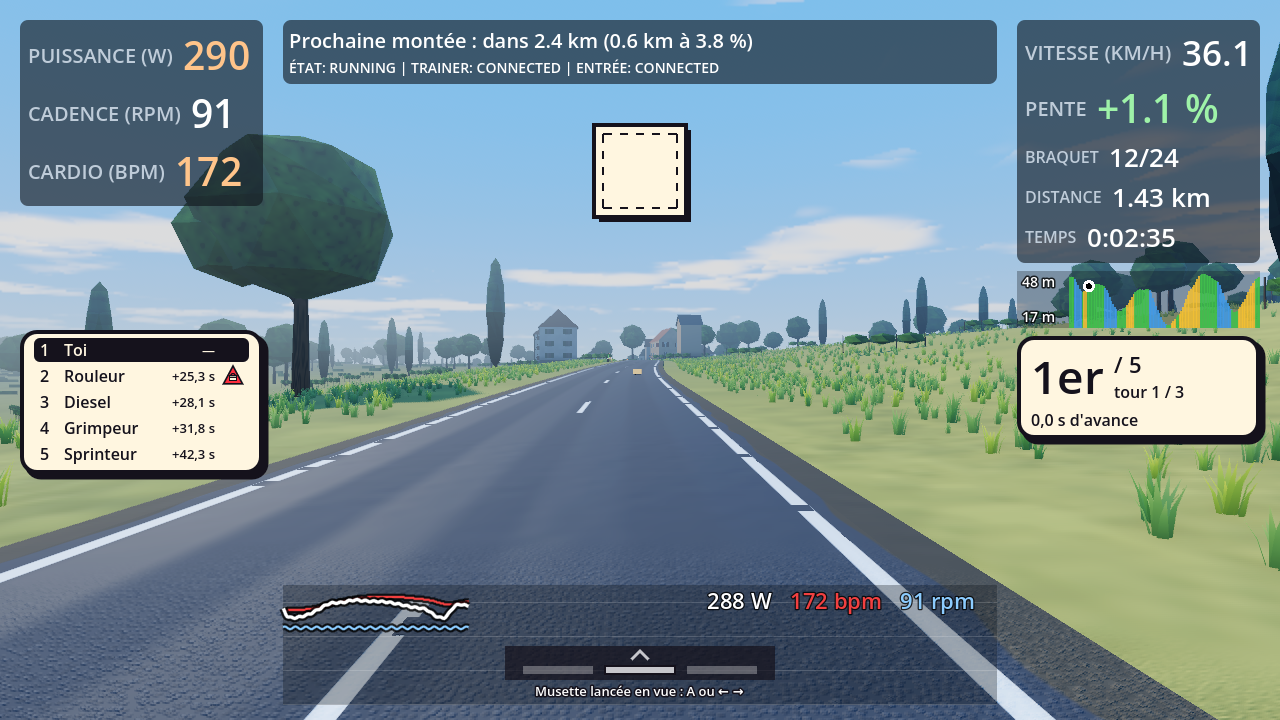 PUISSANCE (W) 290
CADENCE (RPM) 91
CARDIO (BPM) 172
Prochaine montée : dans 2.4 km (0.6 km à 3.8 %)
ÉTAT: RUNNING | TRAINER: CONNECTED | ENTRÉE: CONNECTED
VITESSE (KM/H) 36.1
PENTE +1.1 %
BRAQUET 12/24
DISTANCE 1.43 km
TEMPS 0:02:35
48 m
17 m
1 Toi —
2 Rouleur +25,3 s
3 Diesel +28,1 s
4 Grimpeur +31,8 s
5 Sprinteur +42,3 s
1er / 5
tour 1 / 3
0,0 s d'avance
288 W 172 bpm 91 rpm
Musette lancée en vue : A ou ← →